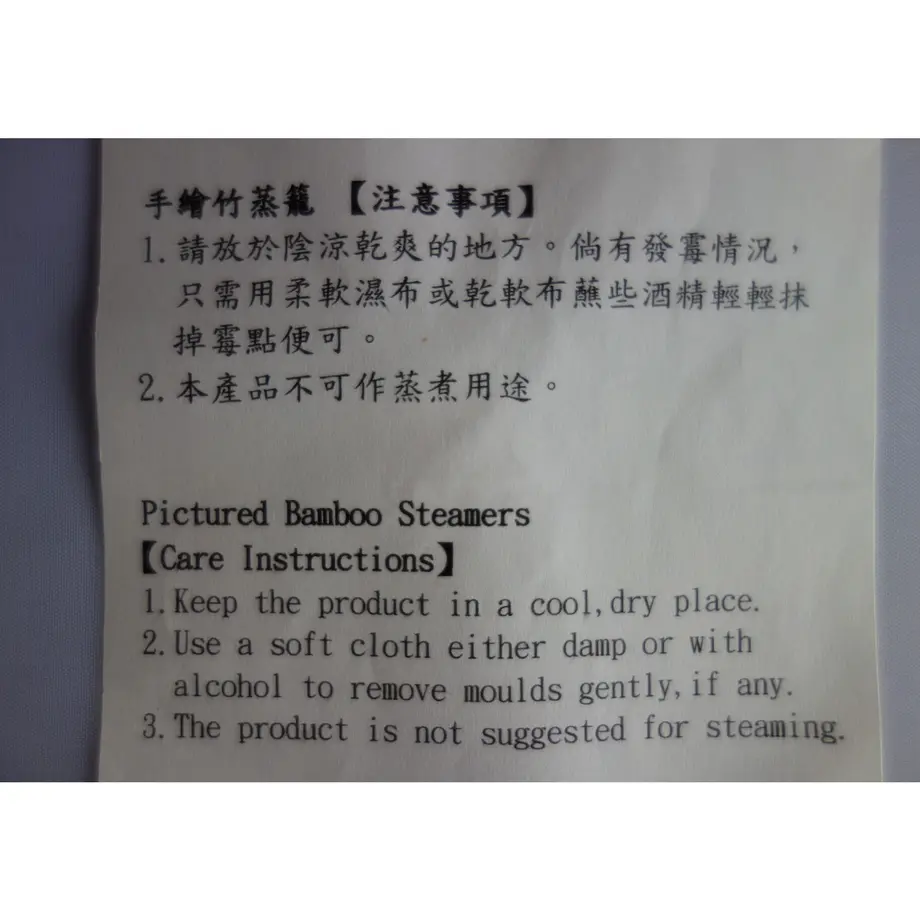 手繪竹蒸籠 【注意事項】
1.請放於陰涼乾爽的地方。倘有發霉情況，
只需用柔軟濕布或乾軟布蘸些酒精輕輕抹
掉霉點便可。
2.本產品不可作蒸煮用途。
Pictured Bamboo Steamers
【Care Instructions】
1.Keep the product in a cool,dry place.
2.Use a soft cloth either damp or with
alcohol to remove moulds gently,if any.
3.The product is not suggested for steaming.